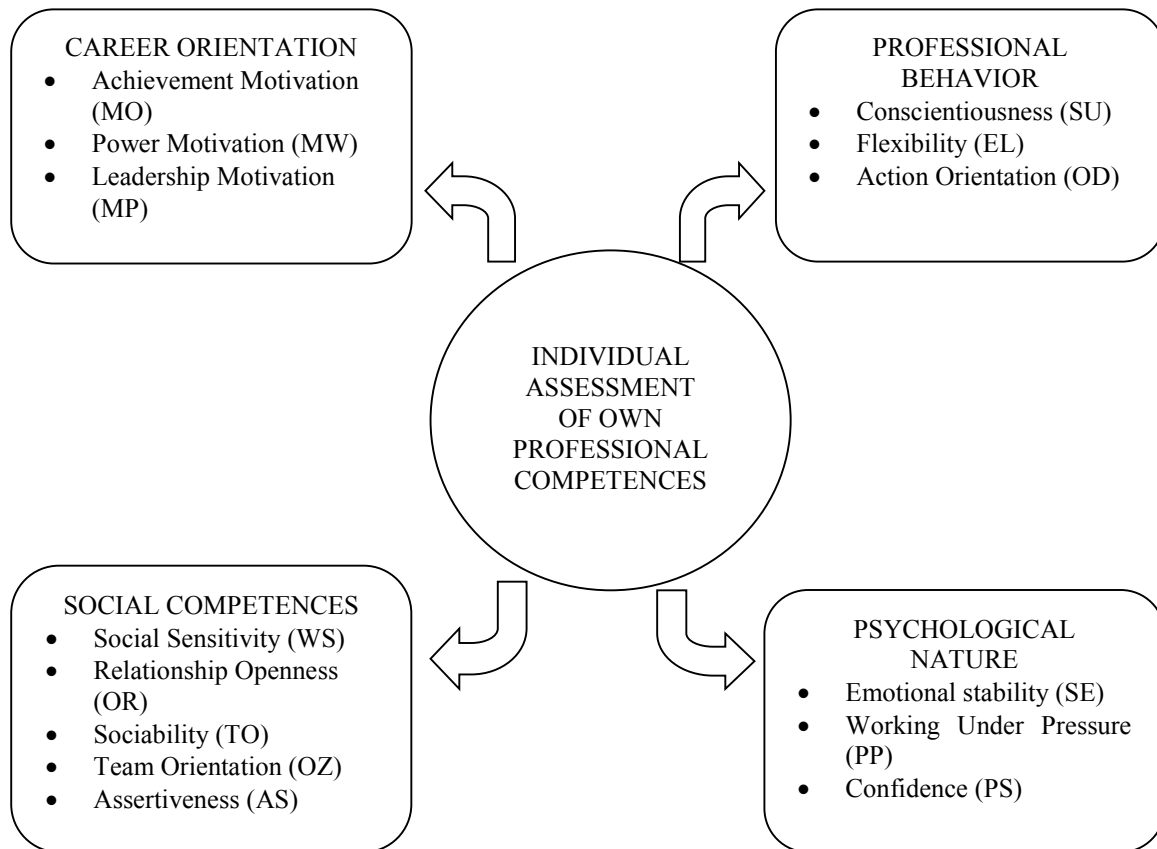 CAREER ORIENTATION
• Achievement Motivation
(MO)
• Power Motivation (MW)
• Leadership Motivation
(MP)
PROFESSIONAL
BEHAVIOR
• Conscientiousness (SU)
• Flexibility (EL)
• Action Orientation (OD)
INDIVIDUAL
ASSESSMENT
OF OWN
PROFESSIONAL
COMPETENCES
SOCIAL COMPETENCES
• Social Sensitivity (WS)
• Relationship Openness
(OR)
• Sociability (TO)
• Team Orientation (OZ)
• Assertiveness (AS)
PSYCHOLOGICAL
NATURE
• Emotional stability (SE)
• Working Under Pressure
(PP)
• Confidence (PS)